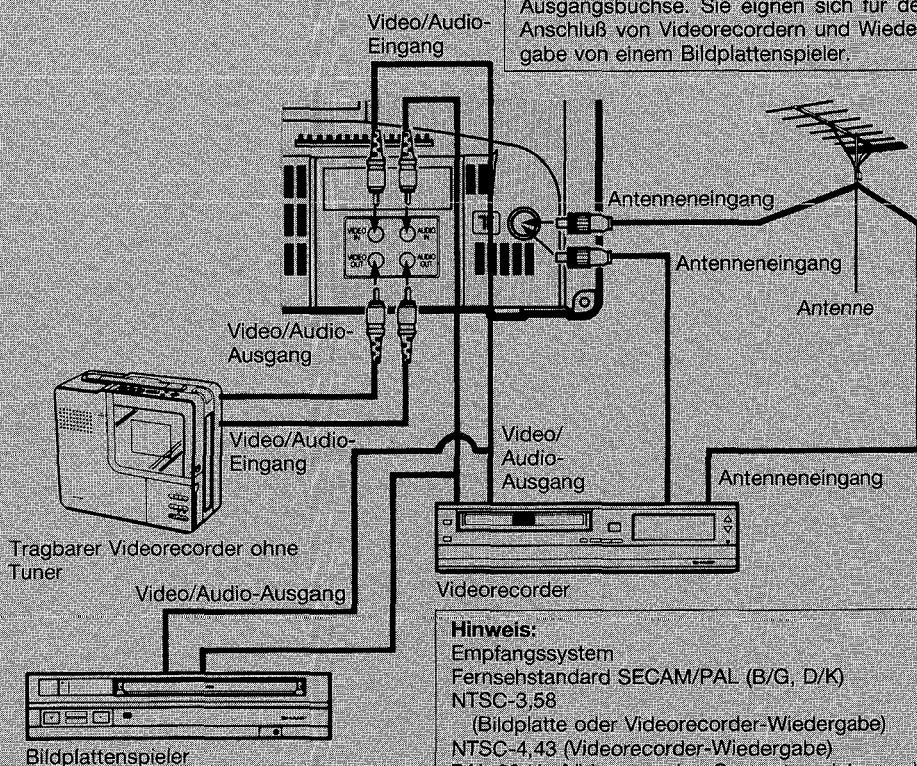 Ausgangsbuchse. Sie eignen sich für de
Anschluß von Videorecordern und Wiede
gabe von einem Bildplattenspieler.
Video/Audio-
Eingang
VIDEO
IN
AUDIO
IN
VIDEO
OUT
AUDIO
OUT
Antenneneingang
Antenneneingang
Antenne
Video/Audio-
Ausgang
Video/Audio-
Eingang
Video/
Audio-
Ausgang
Antenneneingang
Tragbarer Videorecorder ohne
Tuner
Video/Audio-Ausgang
Videorecorder
Bildplattenspieler
Hinweis:
Empfangssystem
Fernsehstandard SECAM/PAL (B/G, D/K)
NTSC-3,58
(Bildplatte oder Videorecorder-Wiedergabe)
NTSC-4,43 (Videorecorder-Wiedergabe)